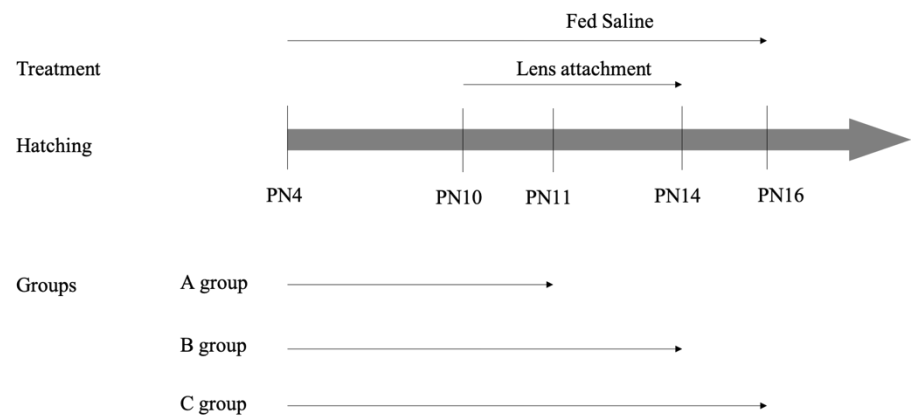 Fed Saline
Treatment
Lens attachment
Hatching
PN4
PN10
PN11
PN14
PN16
Groups
A group
B group
C group